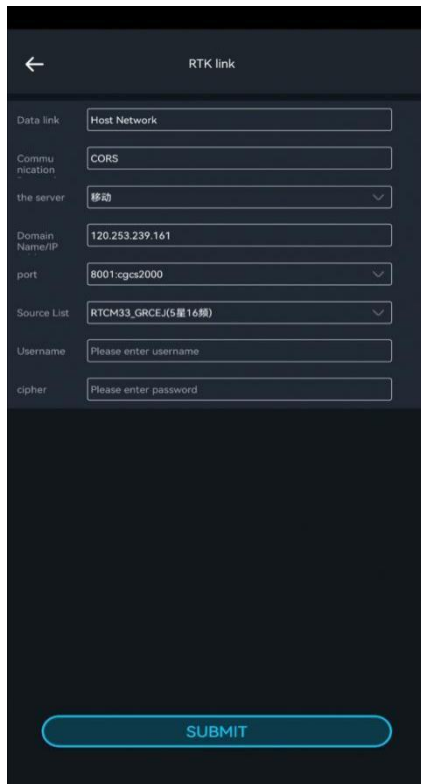 RTK link
Data link
Host Network
Commu
nication
CORS
the server
移动
Domain
Name/IP
120.253.239.161
port
8001:cgcs2000
Source List
RTCM33_GRCEJ(5星16频)
Username
Please enter username
cipher
Please enter password
SUBMIT